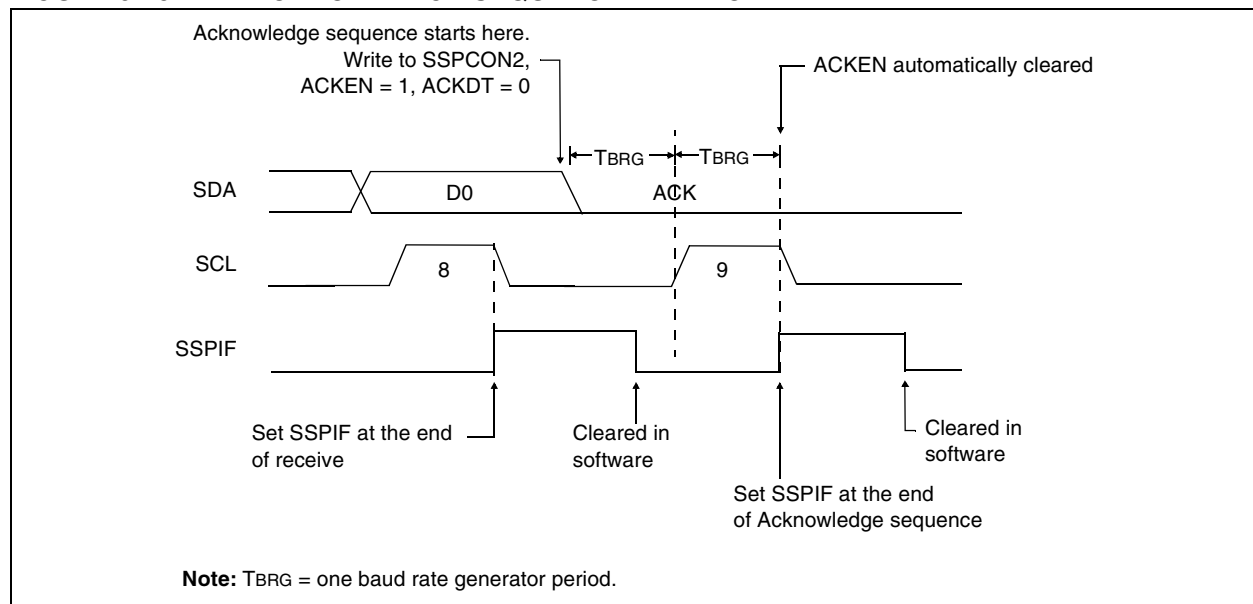 Acknowledge sequence starts here.
Write to SSPCON2,
ACKEN = 1, ACKDT = 0
ACKEN automatically cleared
TBRG
TBRG
SDA
D0
ACK
SCL
8
9
SSPIF
Set SSPIF at the end
of receive
Cleared in
software
Cleared in
software
Set SSPIF at the end
of Acknowledge sequence
Note: TBRG = one baud rate generator period.